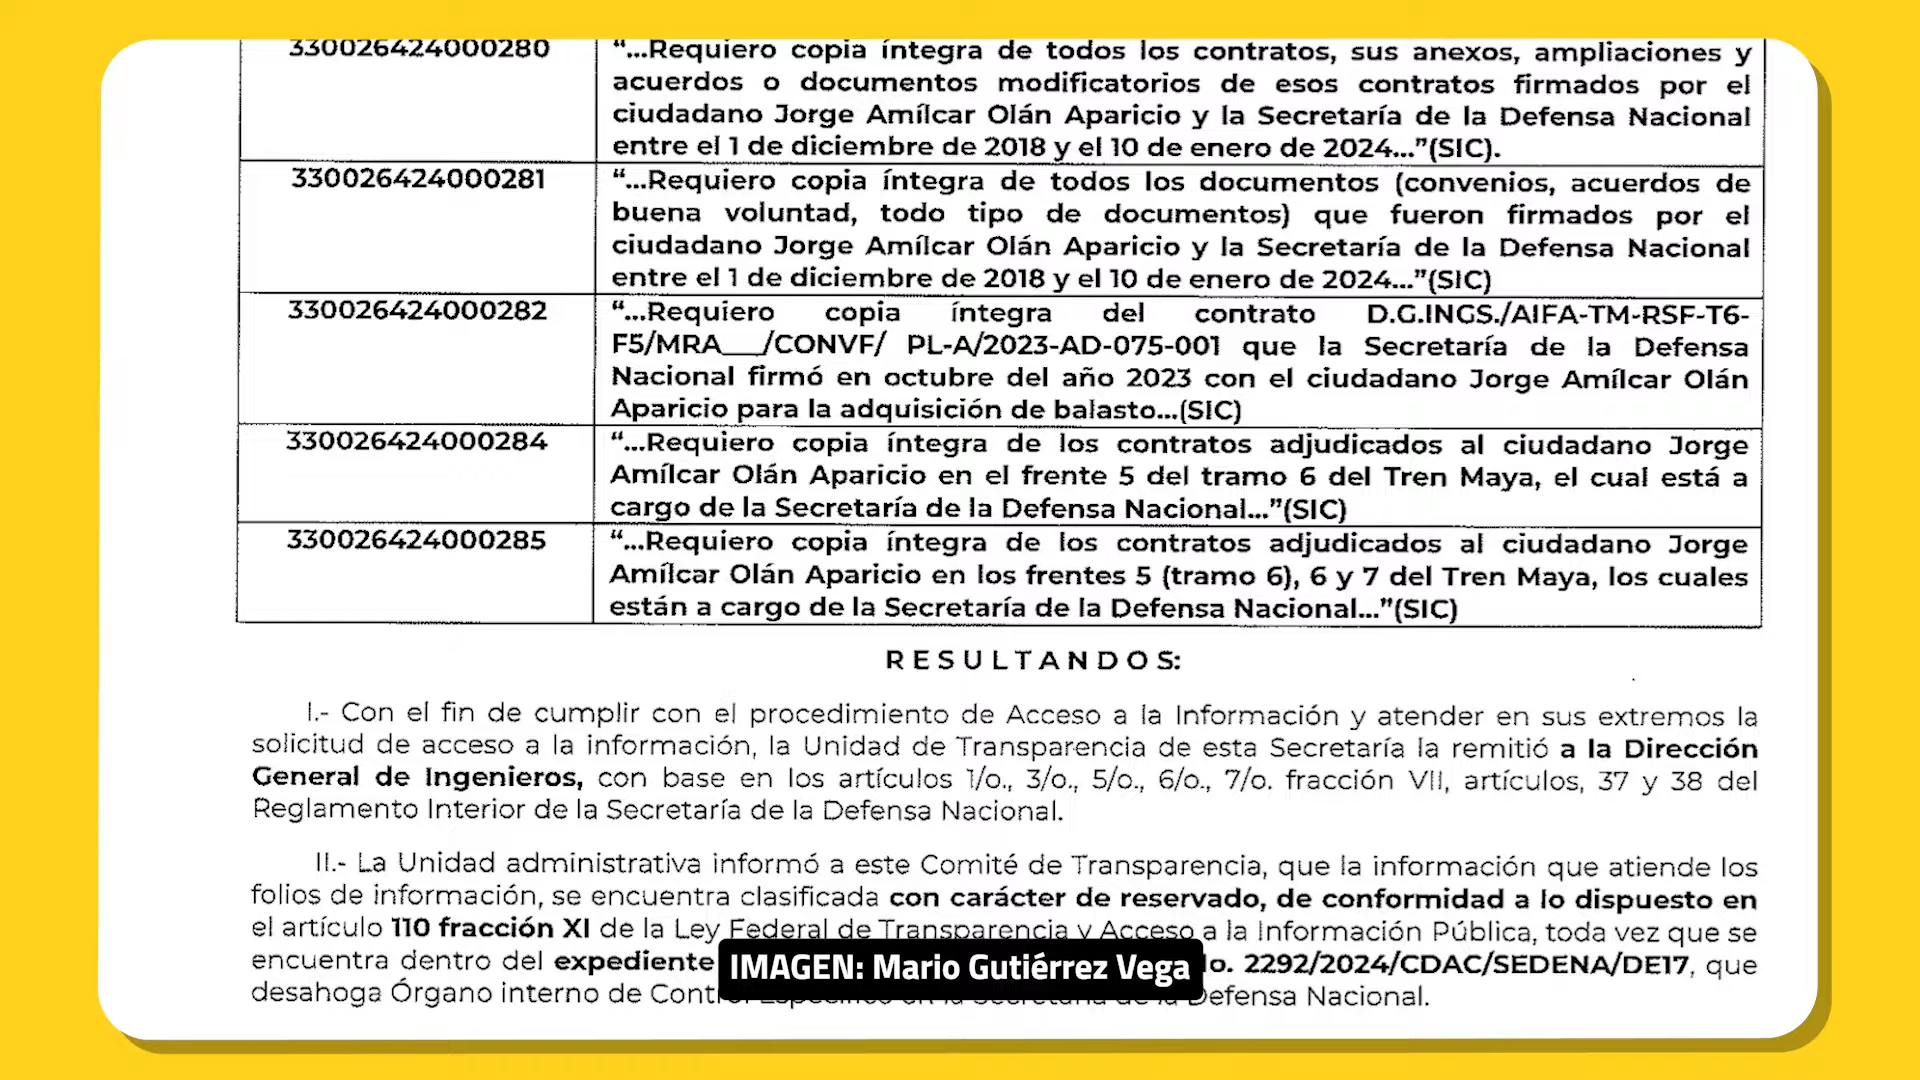 330026424000280
“...Requiero copia íntegra de todos los contratos, sus anexos, ampliaciones y
acuerdos o documentos modificatorios de esos contratos firmados por el
ciudadano Jorge Amílcar Olán Aparicio y la Secretaría de la Defensa Nacional
entre el 1 de diciembre de 2018 y el 10 de enero de 2024...”(SIC).
330026424000281
“...Requiero copia íntegra de todos los documentos (convenios, acuerdos de
buena voluntad, todo tipo de documentos) que fueron firmados por el
ciudadano Jorge Amílcar Olán Aparicio y la Secretaría de la Defensa Nacional
entre el 1 de diciembre de 2018 y el 10 de enero de 2024...”(SIC)
330026424000282
“...Requiero copia íntegra del contrato D.G.INGS./AIFA-TM-RSF-T6-
F5/MRA___/CONVF/ PL-A/2023-AD-075-001 que la Secretaría de la Defensa
Nacional firmó en octubre del año 2023 con el ciudadano Jorge Amílcar Olán
Aparicio para la adquisición de balasto...(SIC)
330026424000284
“...Requiero copia íntegra de los contratos adjudicados al ciudadano Jorge
Amílcar Olán Aparicio en el frente 5 del tramo 6 del Tren Maya, el cual está a
cargo de la Secretaría de la Defensa Nacional...”(SIC)
330026424000285
“...Requiero copia íntegra de los contratos adjudicados al ciudadano Jorge
Amílcar Olán Aparicio en los frentes 5 (tramo 6), 6 y 7 del Tren Maya, los cuales
están a cargo de la Secretaría de la Defensa Nacional...”(SIC)
RESULTANDOS:
I.- Con el fin de cumplir con el procedimiento de Acceso a la Información y atender en sus extremos la
solicitud de acceso a la información, la Unidad de Transparencia de esta Secretaría la remitió a la Dirección
General de Ingenieros, con base en los artículos 1/o., 3/o., 5/o., 6/o., 7/o. fracción VII, artículos, 37 y 38 del
Reglamento Interior de la Secretaría de la Defensa Nacional.
II.- La Unidad administrativa informó a este Comité de Transparencia, que la información que atiende los
folios de información, se encuentra clasificada con carácter de reservado, de conformidad a lo dispuesto en
el artículo 110 fracción XI de la Ley Federal de Transparencia y Acceso a la Información Pública, toda vez que se
encuentra dentro del expediente No. 2292/2024/CDAC/SEDENA/DE17, que
desahoga Órgano interno de Control Específico en la Secretaría de la Defensa Nacional.
IMAGEN: Mario Gutiérrez Vega